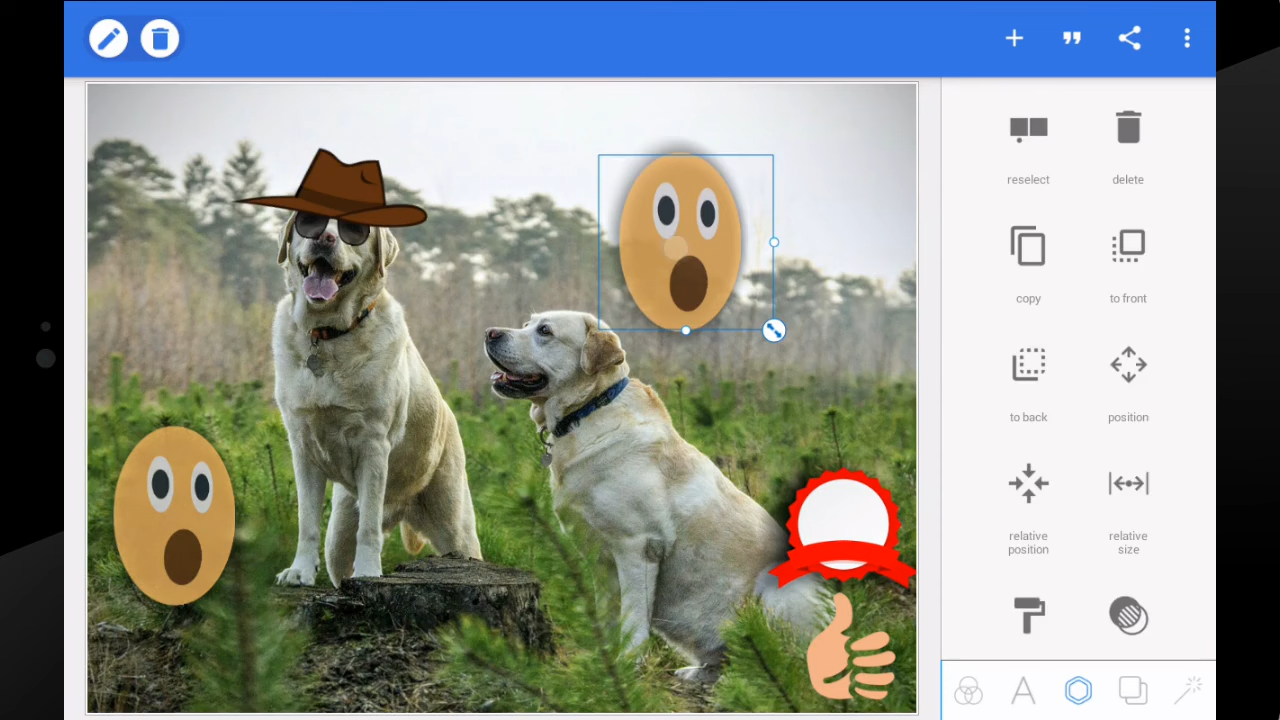 reselect
delete
copy
to front
to back
position
relative
position
relative
size